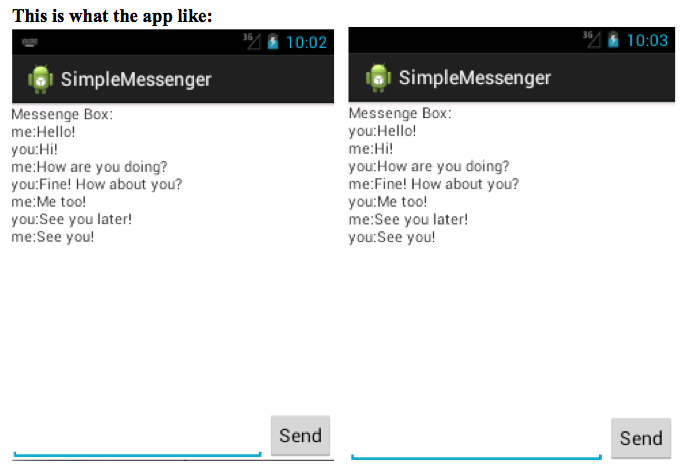 This is what the app like:
3G 10:02
SimpleMessenger
Messenge Box:
me:Hello!
you:Hi!
me:How are you doing?
you:Fine! How about you?
me:Me too!
you:See you later!
me:See you!
Send
3G 10:03
SimpleMessenger
Messenge Box:
you:Hello!
me:Hi!
you:How are you doing?
me:Fine! How about you?
you:Me too!
me:See you later!
you:See you!
Send